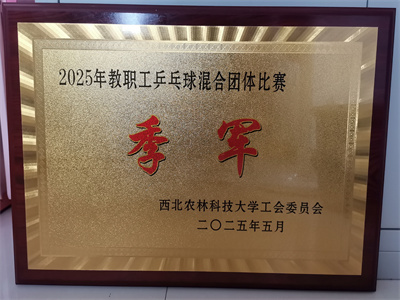 2025年教职工乒乓球混合团体比赛
季军
西北农林科技大学工会委员会
二〇二五年五月